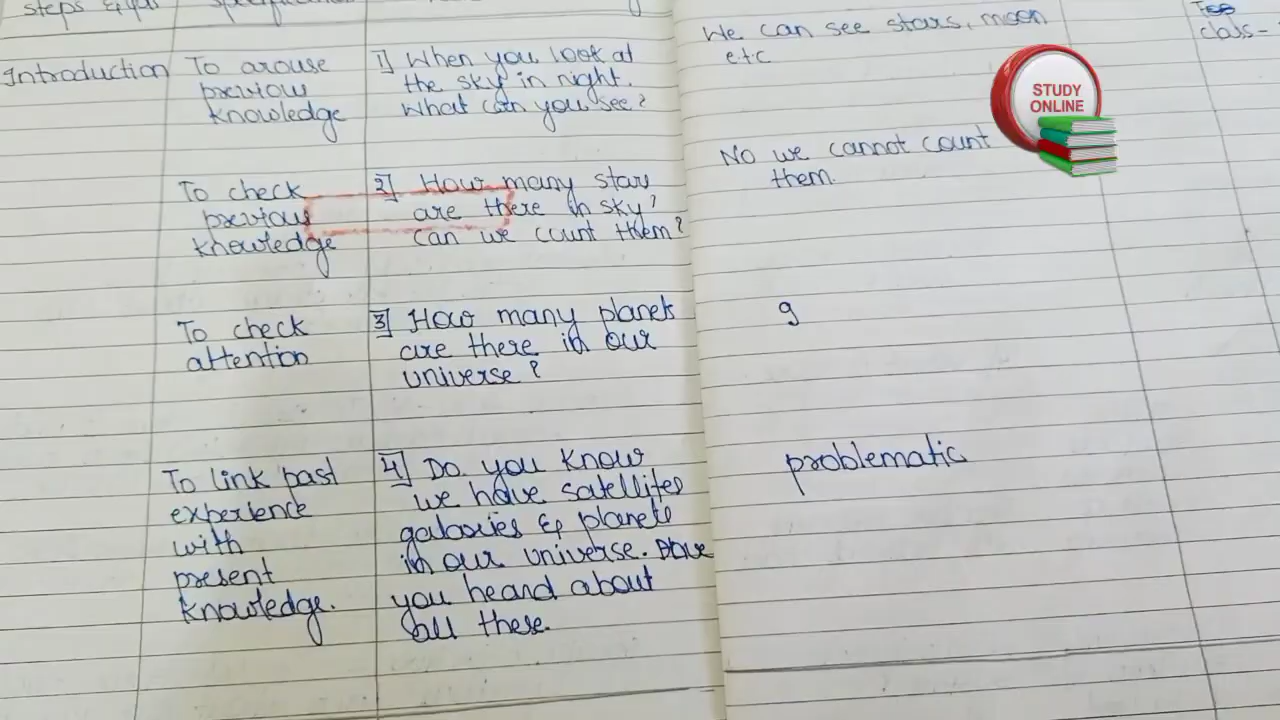 steps
Introduction
To arouse
previous
knowledge
1] When you look at
the sky in night.
What can you see?
We can see stars, moon
etc
class-
STUDY
ONLINE
To check
previous
knowledge
2] How many stars
are there in sky?
can we count them?
No we cannot count
them.
To check
attention
3] How many planets
are there in our
universe?
9
To link past
experience
with
present
knowledge.
4] Do you know
we have satellites
galaxies & planets
in our universe. Have
you heard about
all these.
problematic